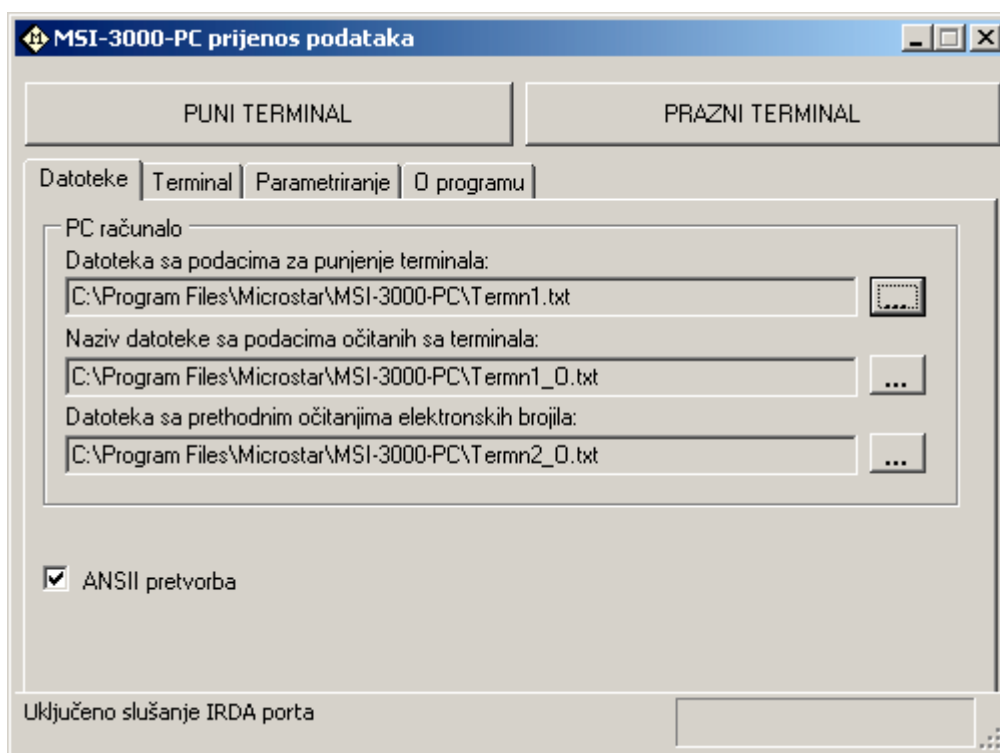 MSI-3000-PC prijenos podataka
PUNI TERMINAL
PRAZNI TERMINAL
Datoteke Terminal Parametriranje O programu
PC računalo
Datoteka sa podacima za punjenje terminala:
C:\Program Files\Microstar\MSI-3000-PC\Termn1.txt
...
Naziv datoteke sa podacima očitanih sa terminala:
C:\Program Files\Microstar\MSI-3000-PC\Termn1_O.txt
...
Datoteka sa prethodnim očitanjima elektronskih brojila:
C:\Program Files\Microstar\MSI-3000-PC\Termn2_O.txt
...
ANSII pretvorba
Uključeno slušanje IRDA porta